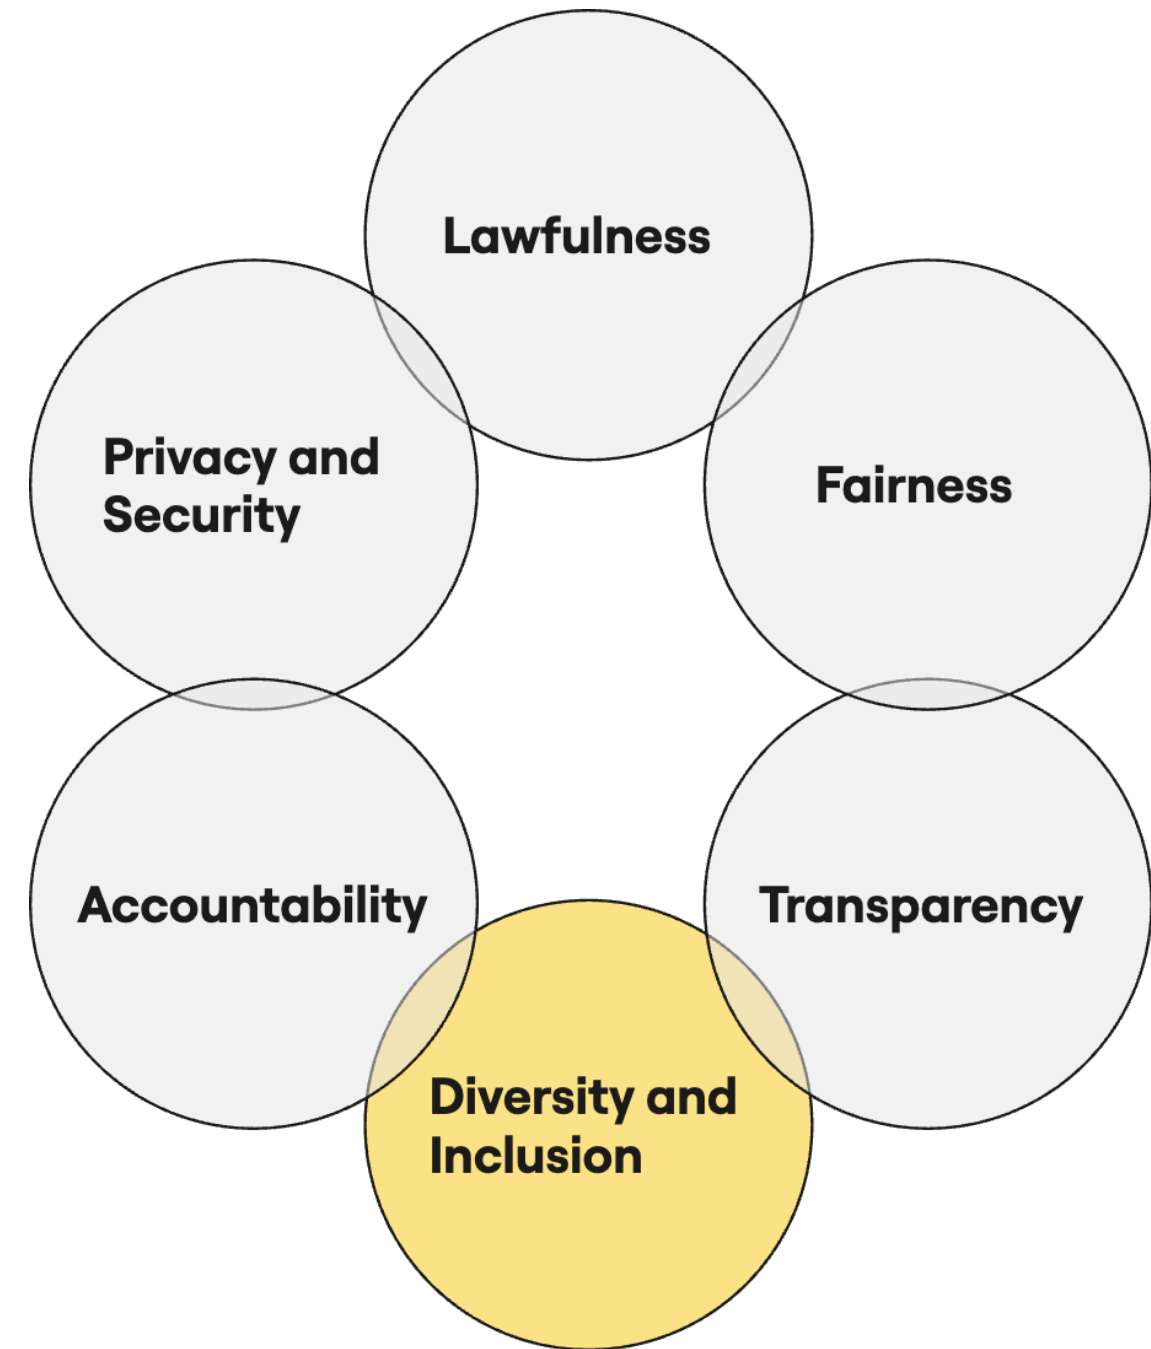 Lawfulness
Privacy and
Security
Fairness
Accountability
Transparency
Diversity and
Inclusion